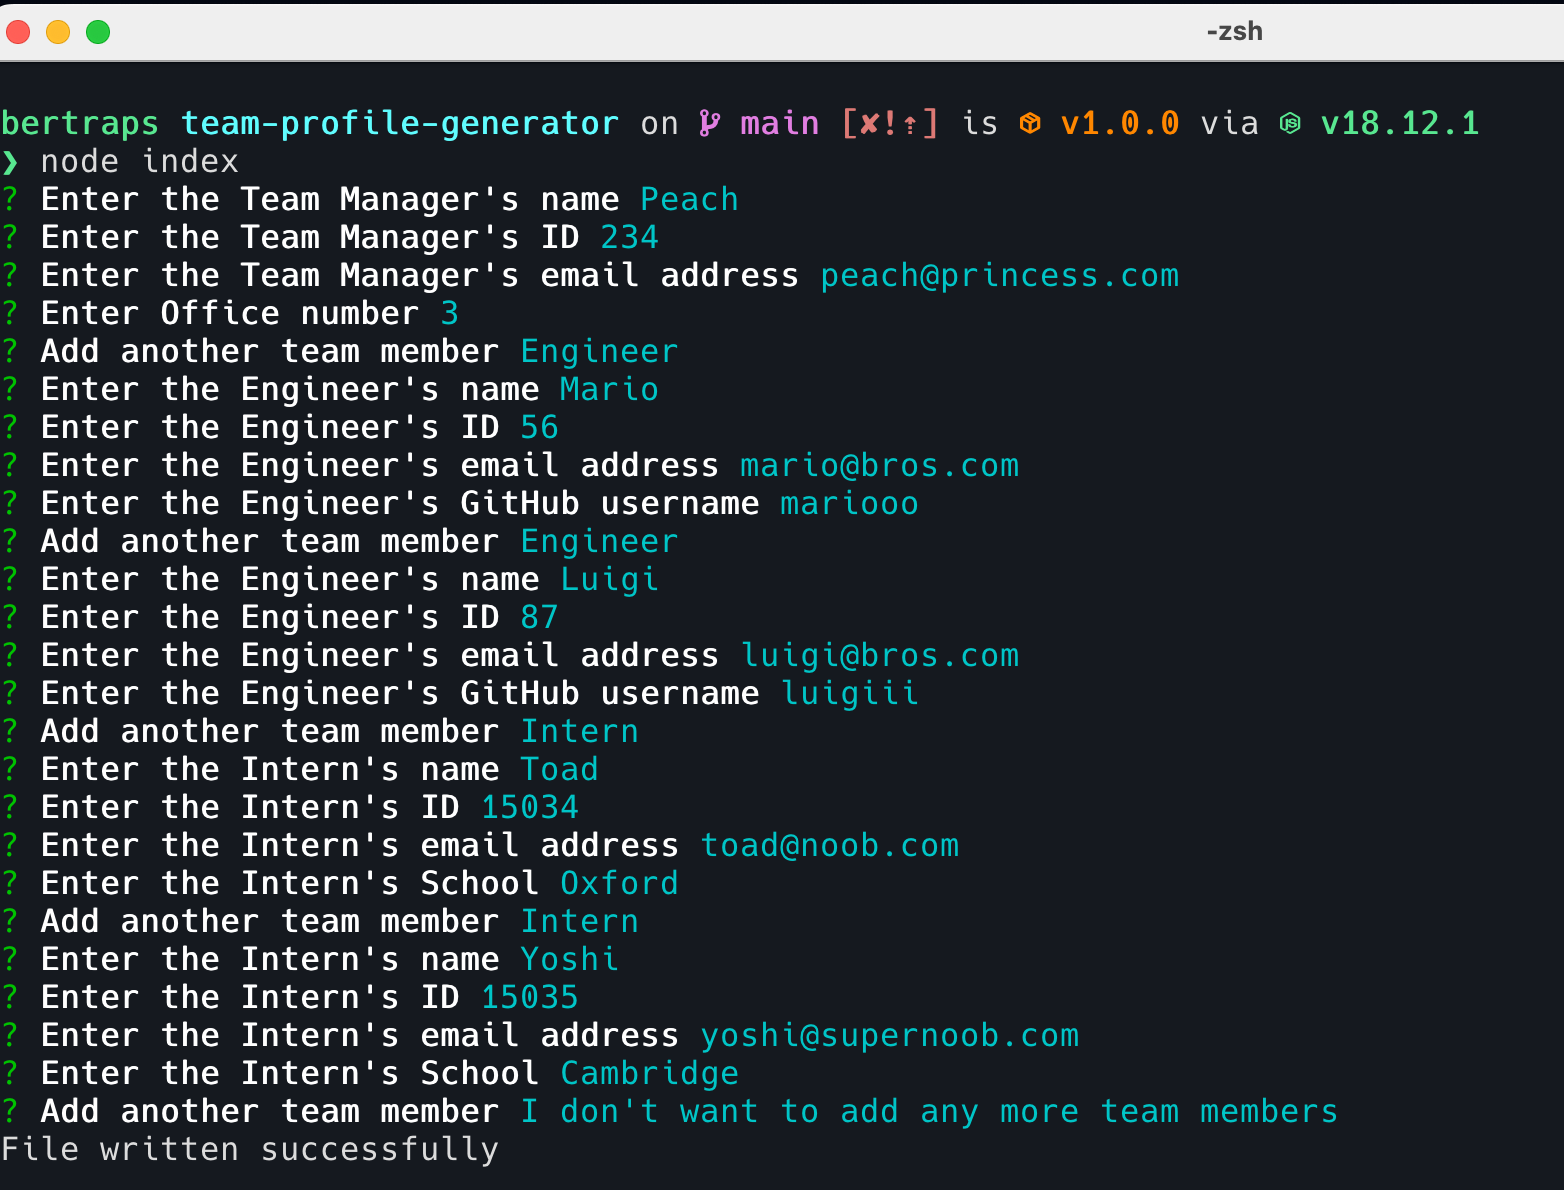 -zsh
bertraps team-profile-generator on main [✘!⇡] is v1.0.0 via v18.12.1
❯ node index
? Enter the Team Manager's name Peach
? Enter the Team Manager's ID 234
? Enter the Team Manager's email address peach@princess.com
? Enter Office number 3
? Add another team member Engineer
? Enter the Engineer's name Mario
? Enter the Engineer's ID 56
? Enter the Engineer's email address mario@bros.com
? Enter the Engineer's GitHub username mariooo
? Add another team member Engineer
? Enter the Engineer's name Luigi
? Enter the Engineer's ID 87
? Enter the Engineer's email address luigi@bros.com
? Enter the Engineer's GitHub username luigiii
? Add another team member Intern
? Enter the Intern's name Toad
? Enter the Intern's ID 15034
? Enter the Intern's email address toad@noob.com
? Enter the Intern's School Oxford
? Add another team member Intern
? Enter the Intern's name Yoshi
? Enter the Intern's ID 15035
? Enter the Intern's email address yoshi@supernoob.com
? Enter the Intern's School Cambridge
? Add another team member I don't want to add any more team members
File written successfully